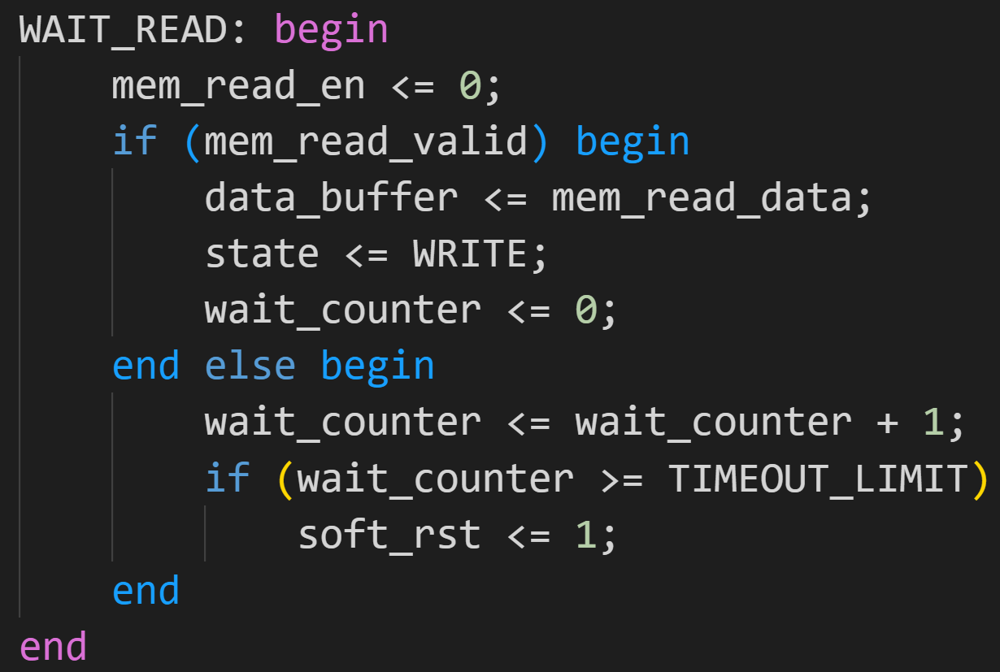 WAIT_READ: begin
    mem_read_en <= 0;
    if (mem_read_valid) begin
        data_buffer <= mem_read_data;
        state <= WRITE;
        wait_counter <= 0;
    end else begin
        wait_counter <= wait_counter + 1;
        if (wait_counter >= TIMEOUT_LIMIT)
            soft_rst <= 1;
    end
end